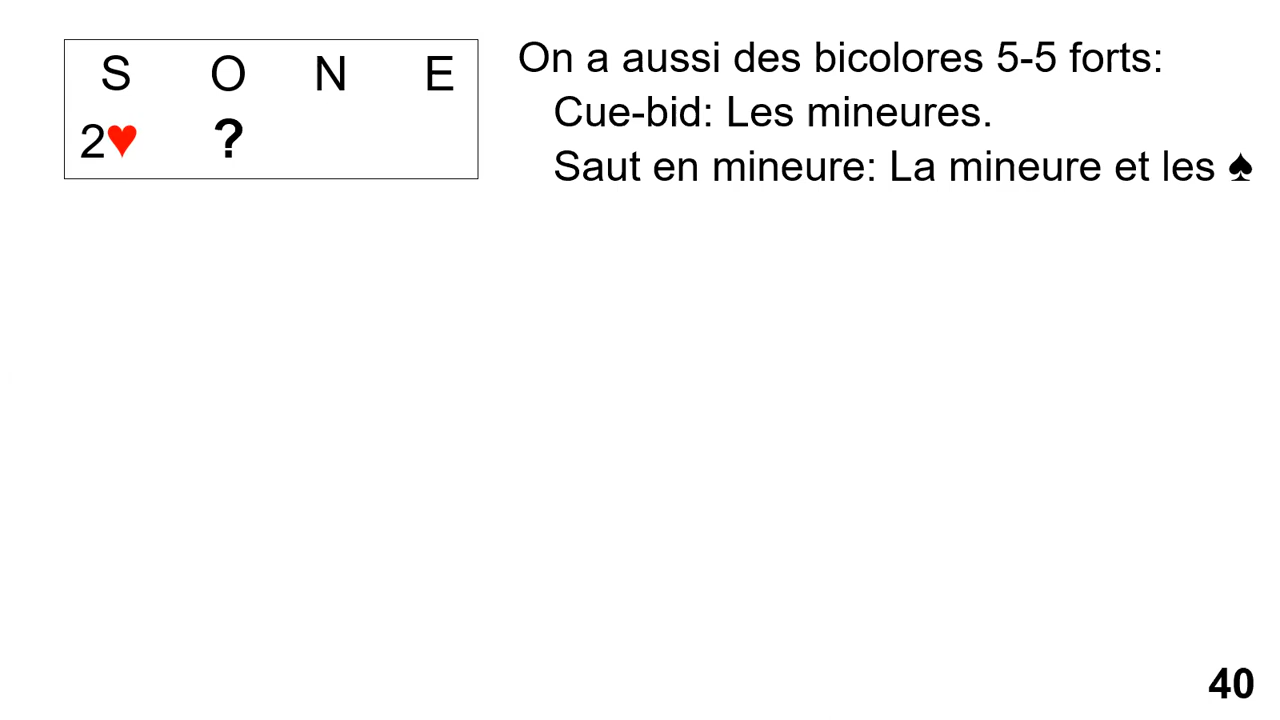 S O N E
2♥ ?
On a aussi des bicolores 5-5 forts:
Cue-bid: Les mineures.
Saut en mineure: La mineure et les ♠
40